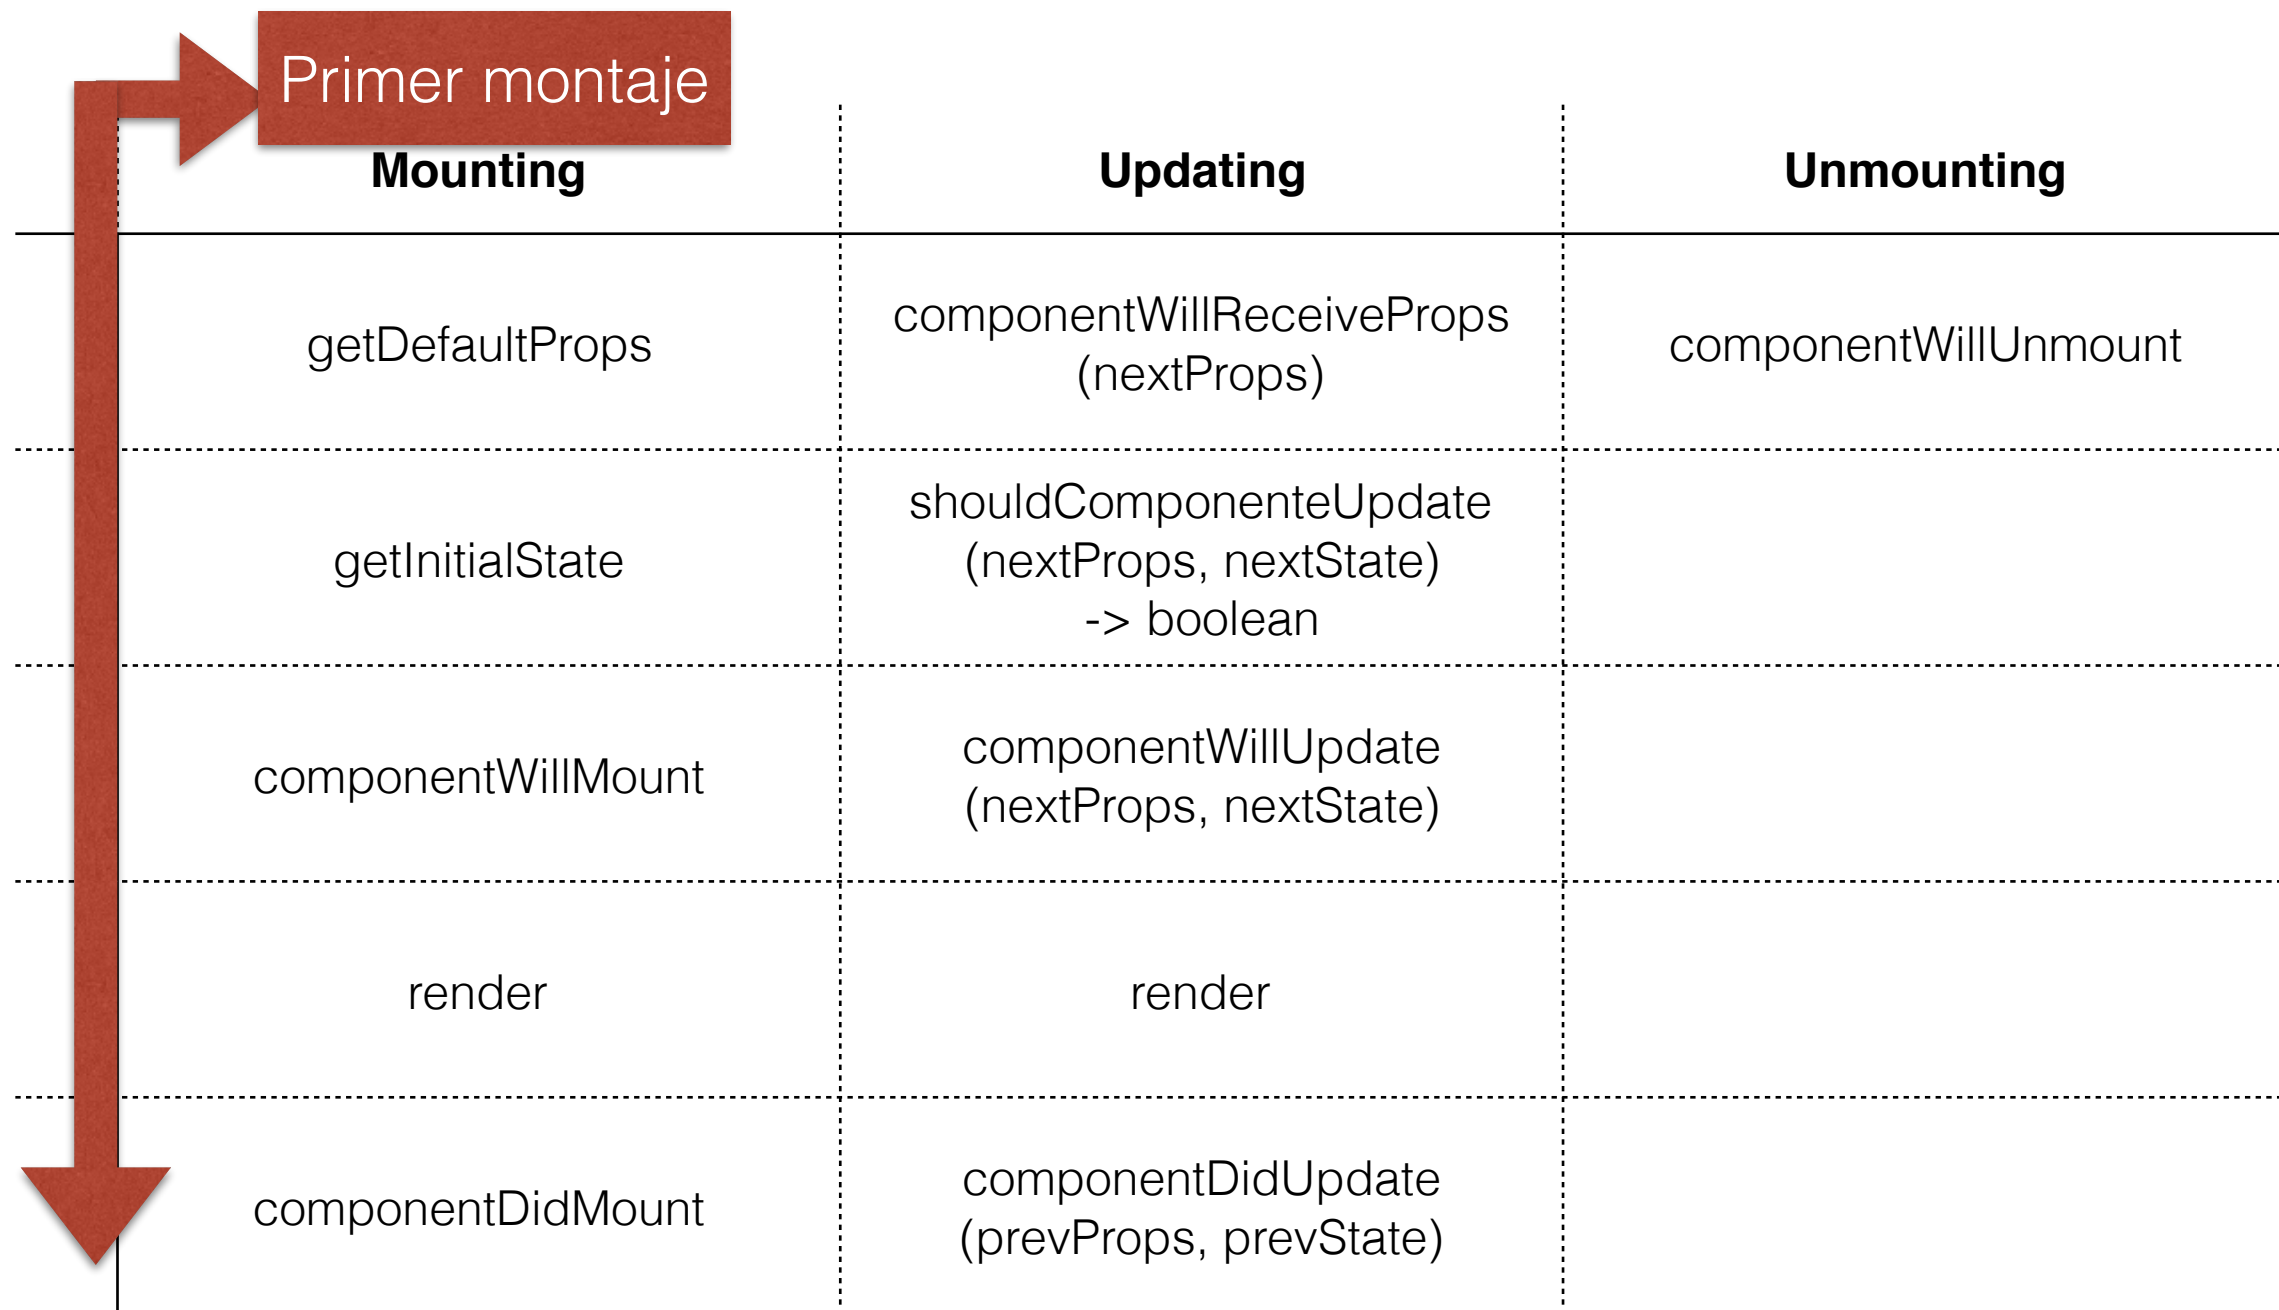 Primer montaje
Mounting
Updating
Unmounting
getDefaultProps
componentWillReceiveProps
(nextProps)
componentWillUnmount
getInitialState
shouldComponenteUpdate
(nextProps, nextState)
-> boolean
componentWillMount
componentWillUpdate
(nextProps, nextState)
render
render
componentDidMount
componentDidUpdate
(prevProps, prevState)